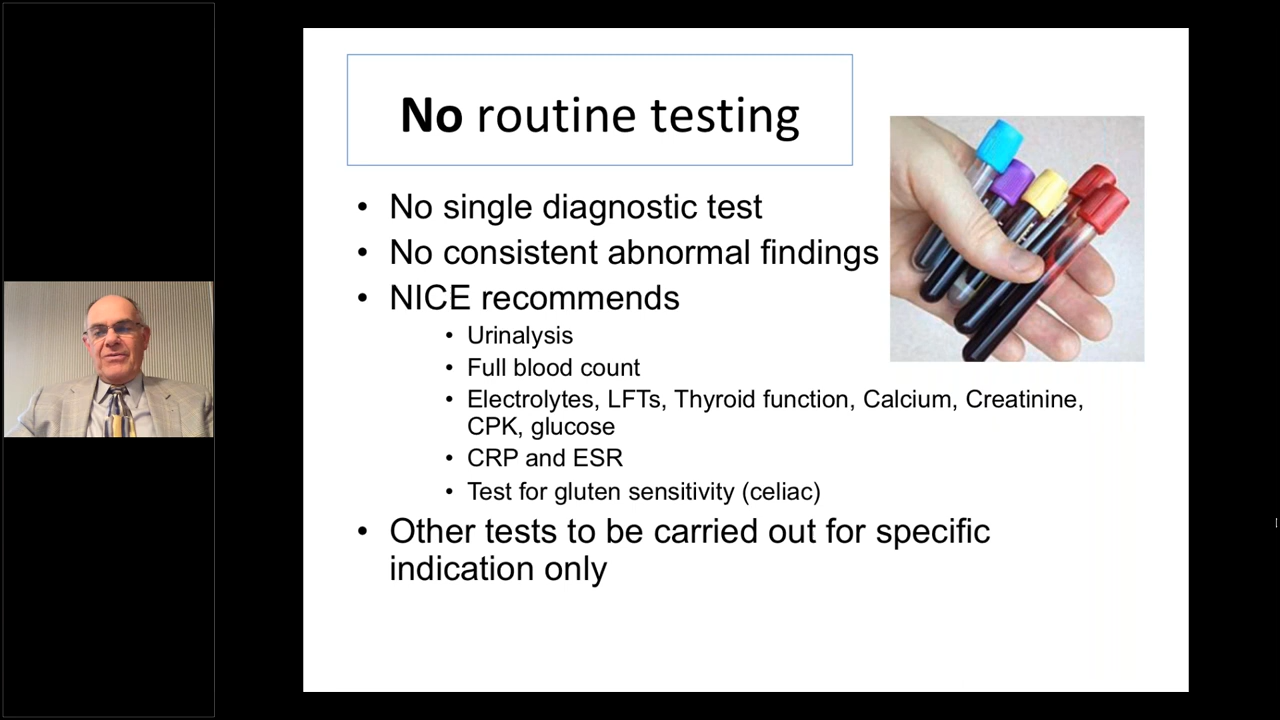 No routine testing
• No single diagnostic test
• No consistent abnormal findings
• NICE recommends
• Urinalysis
• Full blood count
• Electrolytes, LFTs, Thyroid function, Calcium, Creatinine,
CPK, glucose
• CRP and ESR
• Test for gluten sensitivity (celiac)
• Other tests to be carried out for specific
indication only